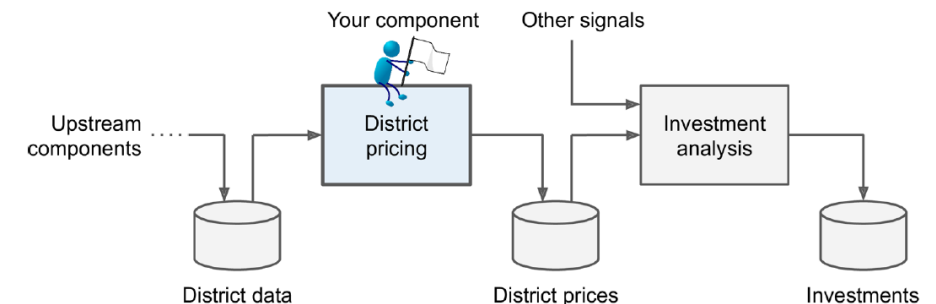 Your component
Other signals
Upstream
components
District
pricing
Investment
analysis
District data
District prices
Investments